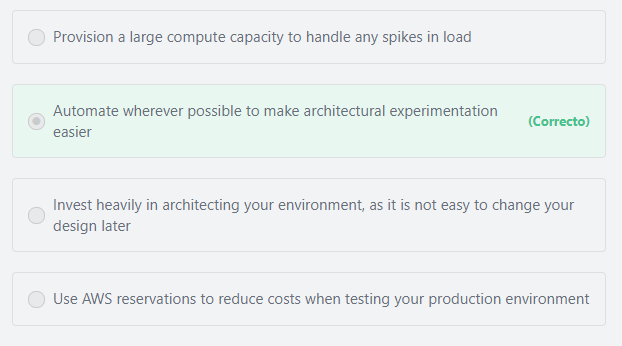 Provision a large compute capacity to handle any spikes in load
Automate wherever possible to make architectural experimentation
easier
(Correcto)
Invest heavily in architecting your environment, as it is not easy to change your
design later
Use AWS reservations to reduce costs when testing your production environment